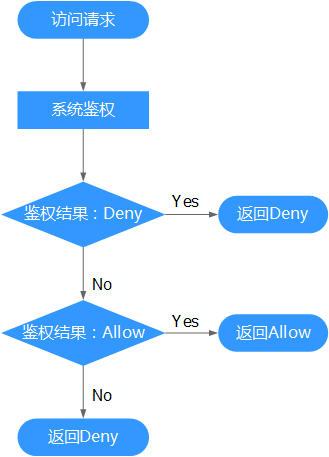 访问请求
系统鉴权
鉴权结果：Deny
Yes
返回Deny
No
鉴权结果：Allow
Yes
返回Allow
No
返回Deny